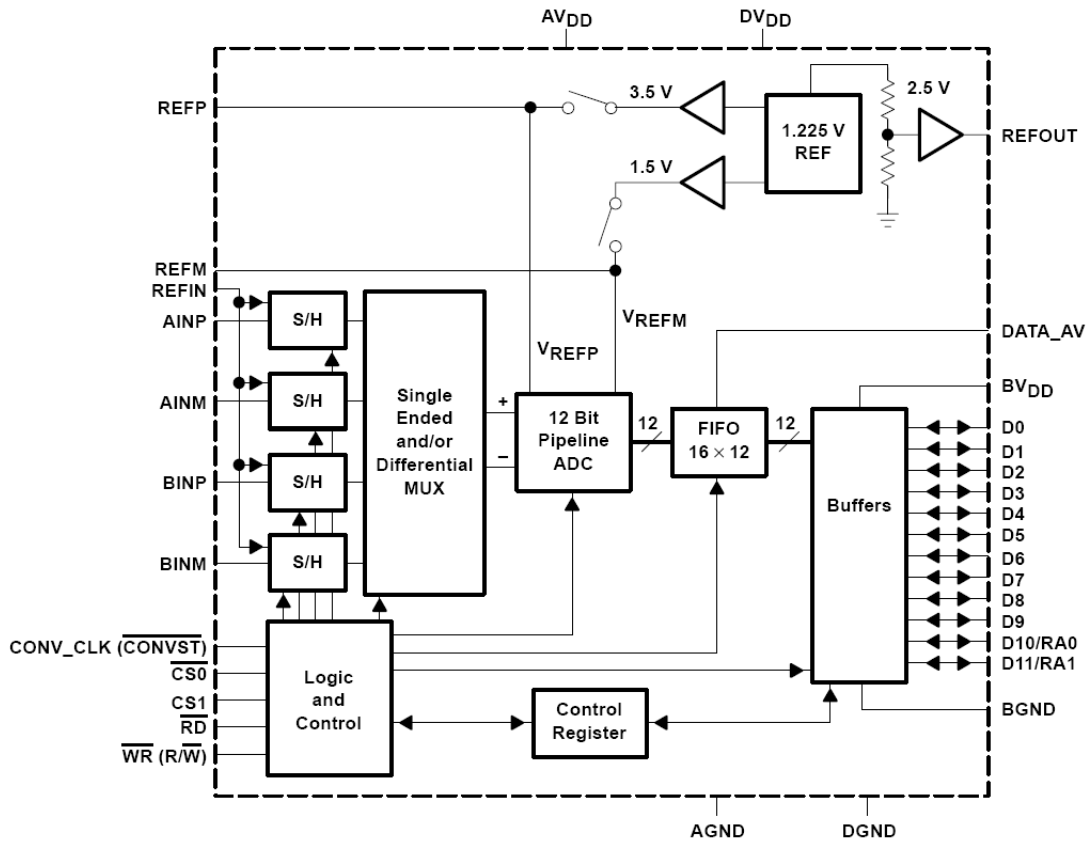 AVDD
DVDD
REFP
3.5 V
2.5 V
1.225 V
REF
REFOUT
1.5 V
REFM
REFIN
AINP
S/H
VREFM
DATA_AV
VREFP
BVDD
AINM
S/H
Single
Ended
and/or
Differential
MUX
+
−
12 Bit
Pipeline
ADC
12
FIFO
16 × 12
12
Buffers
D0
D1
D2
D3
D4
D5
D6
D7
D8
D9
D10/RA0
D11/RA1
BINP
S/H
BINM
S/H
CONV_CLK (CONVST)
CS0
CS1
RD
WR (R/W)
Logic
and
Control
Control
Register
BGND
AGND
DGND